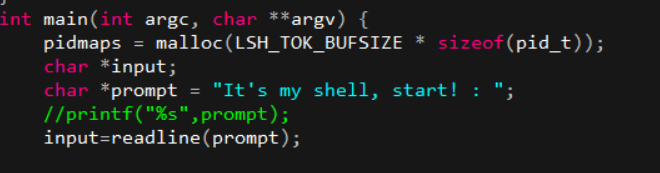 int main(int argc, char **argv) {
    pidmaps = malloc(LSH_TOK_BUFSIZE * sizeof(pid_t));
    char *input;
    char *prompt = "It's my shell, start! : ";
    //printf("%s",prompt);
    input=readline(prompt);